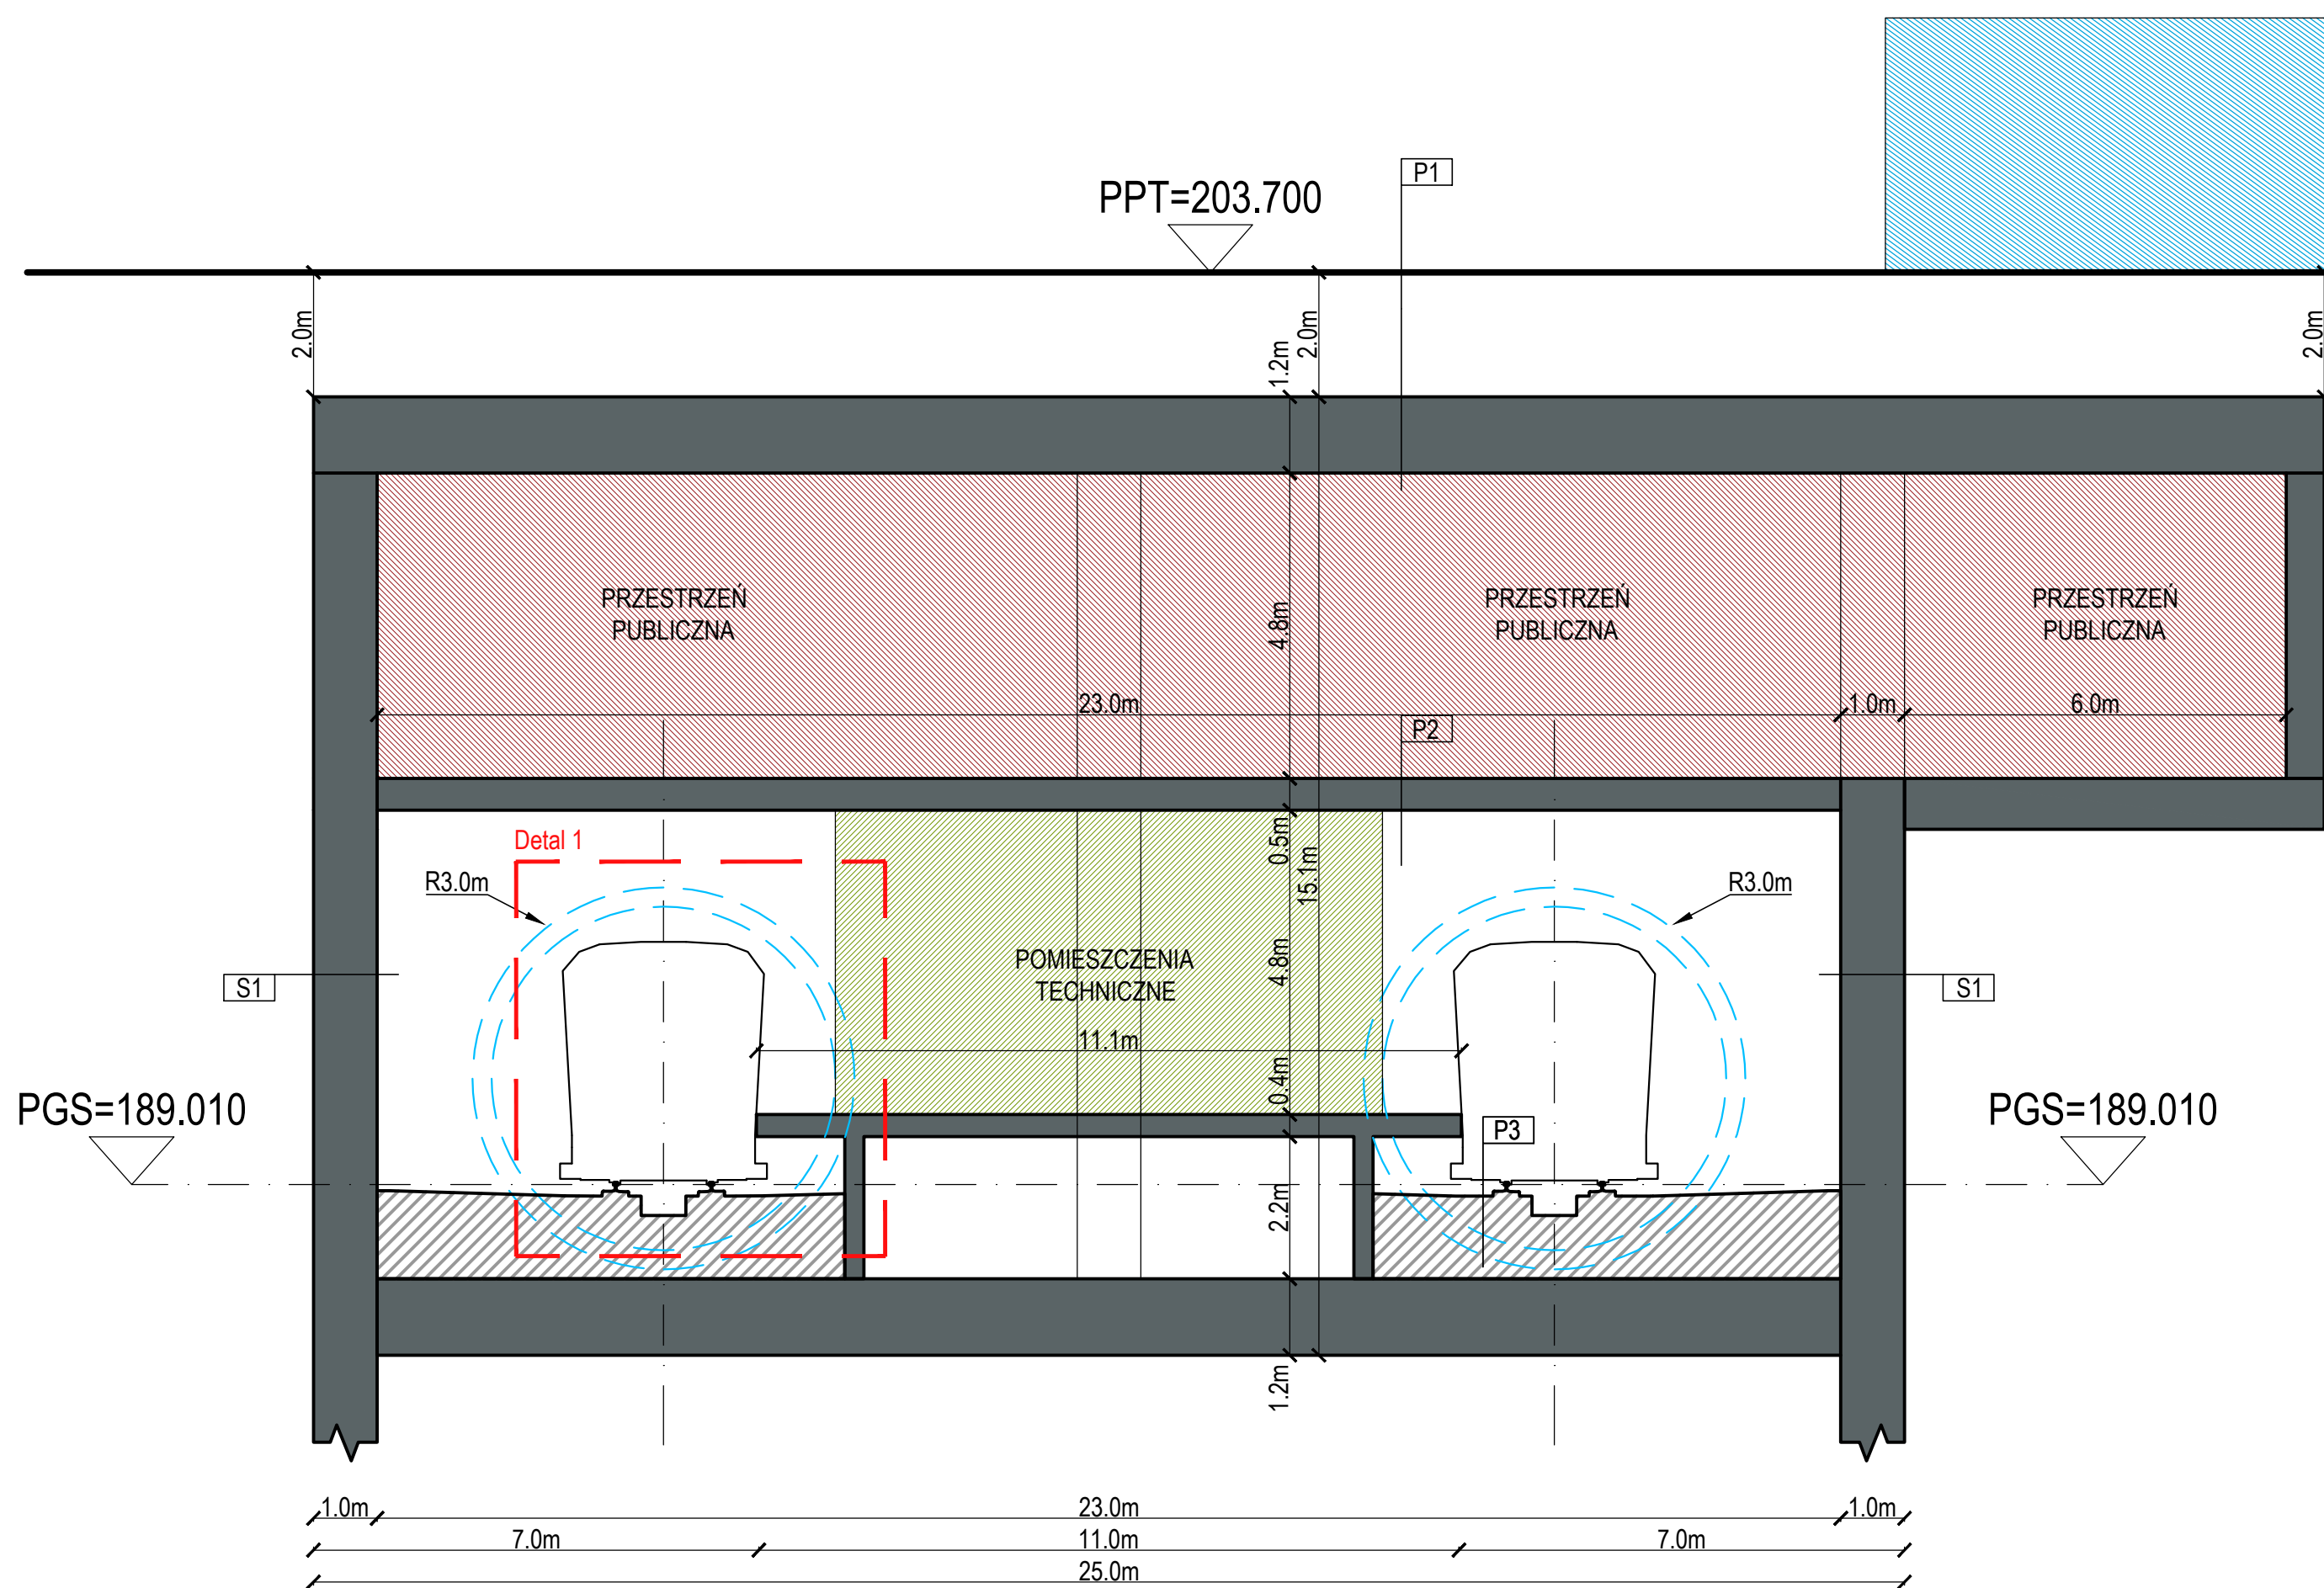 P1
PPT=203.700
2.0m
1.2m
2.0m
2.0m
PRZESTRZEŃ
PUBLICZNA
4.8m
PRZESTRZEŃ
PUBLICZNA
PRZESTRZEŃ
PUBLICZNA
23.0m
1.0m
6.0m
P2
Detal 1
0.5m
15.1m
R3.0m
R3.0m
POMIESZCZENIA
TECHNICZNE
4.8m
S1
S1
11.1m
0.4m
PGS=189.010
PGS=189.010
P3
2.2m
1.2m
1.0m
23.0m
1.0m
7.0m
11.0m
7.0m
25.0m